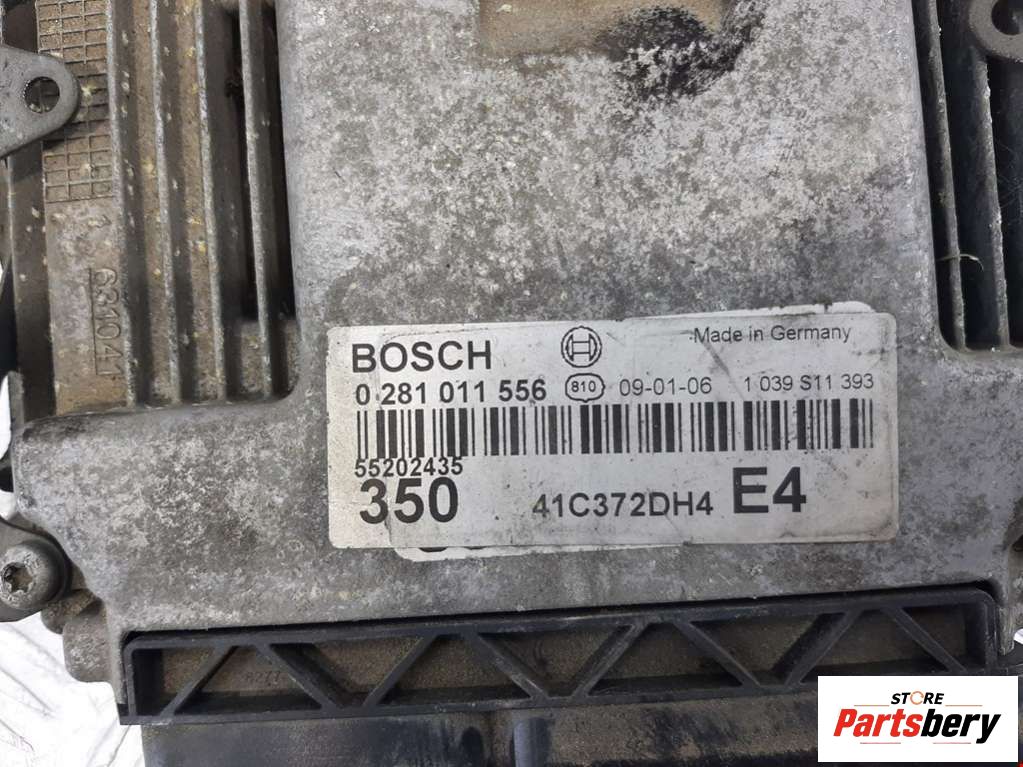 631041
BOSCH
Made in Germany
0 281 011 556 810 09-01-06 1 039 S11 393
55202435
350 41C372DH4 E4
STORE
Partsbery